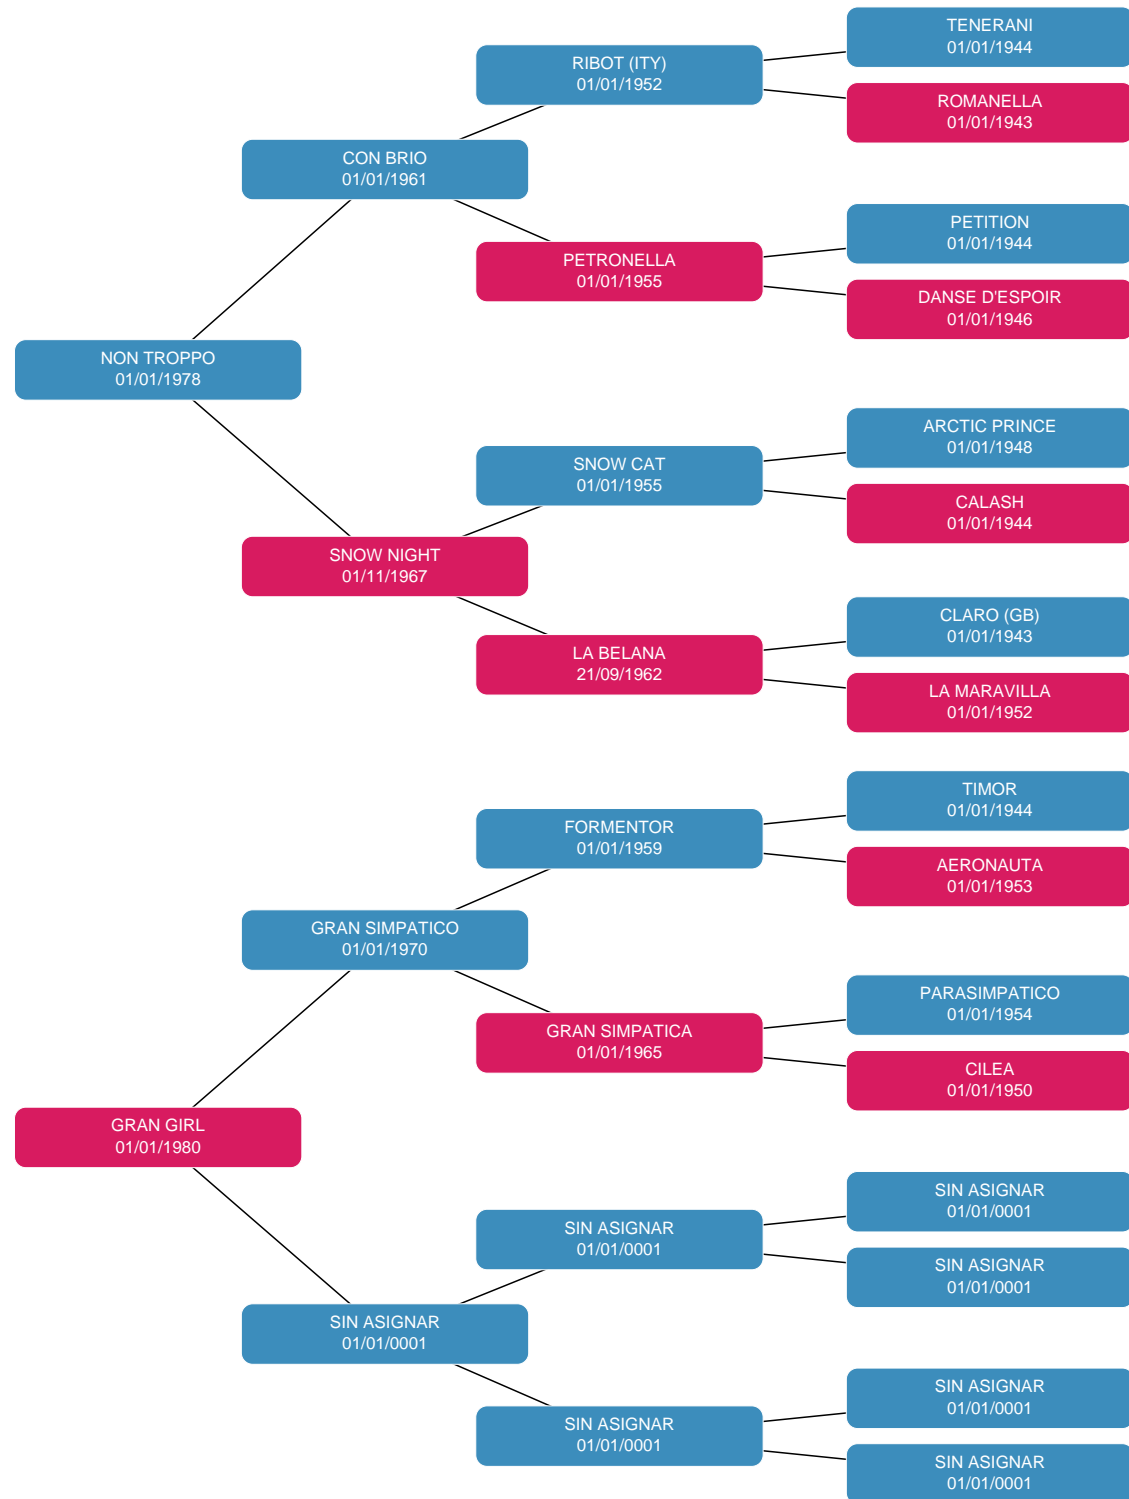 TENERANI
01/01/1944
RIBOT (ITY)
01/01/1952
ROMANELLA
01/01/1943
CON BRIO
01/01/1961
PETITION
01/01/1944
PETRONELLA
01/01/1955
DANSE D'ESPOIR
01/01/1946
NON TROPPO
01/01/1978
ARCTIC PRINCE
01/01/1948
SNOW CAT
01/01/1955
CALASH
01/01/1944
SNOW NIGHT
01/11/1967
CLARO (GB)
01/01/1943
LA BELANA
21/09/1962
LA MARAVILLA
01/01/1952
TIMOR
01/01/1944
FORMENTOR
01/01/1959
AERONAUTA
01/01/1953
GRAN SIMPATICO
01/01/1970
PARASIMPATICO
01/01/1954
GRAN SIMPATICA
01/01/1965
CILEA
01/01/1950
GRAN GIRL
01/01/1980
SIN ASIGNAR
01/01/0001
SIN ASIGNAR
01/01/0001
SIN ASIGNAR
01/01/0001
SIN ASIGNAR
01/01/0001
SIN ASIGNAR
01/01/0001
SIN ASIGNAR
01/01/0001
SIN ASIGNAR
01/01/0001